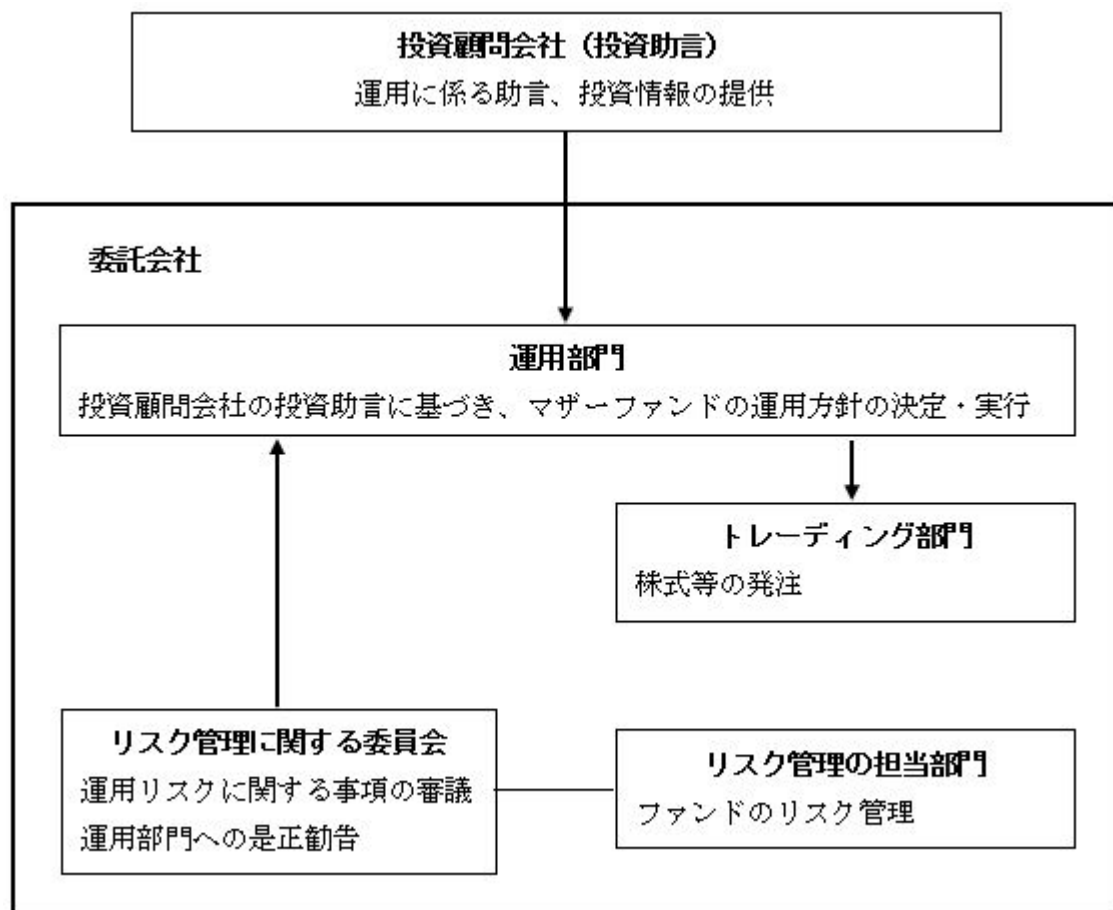 投資顧問会社（投資助言）
運用に係る助言、投資情報の提供
委託会社
運用部門
投資顧問会社の投資助言に基づき、マザーファンドの運用方針の決定・実行
トレーディング部門
株式等の発注
リスク管理に関する委員会
運用リスクに関する事項の審議
運用部門への是正勧告
リスク管理の担当部門
ファンドのリスク管理